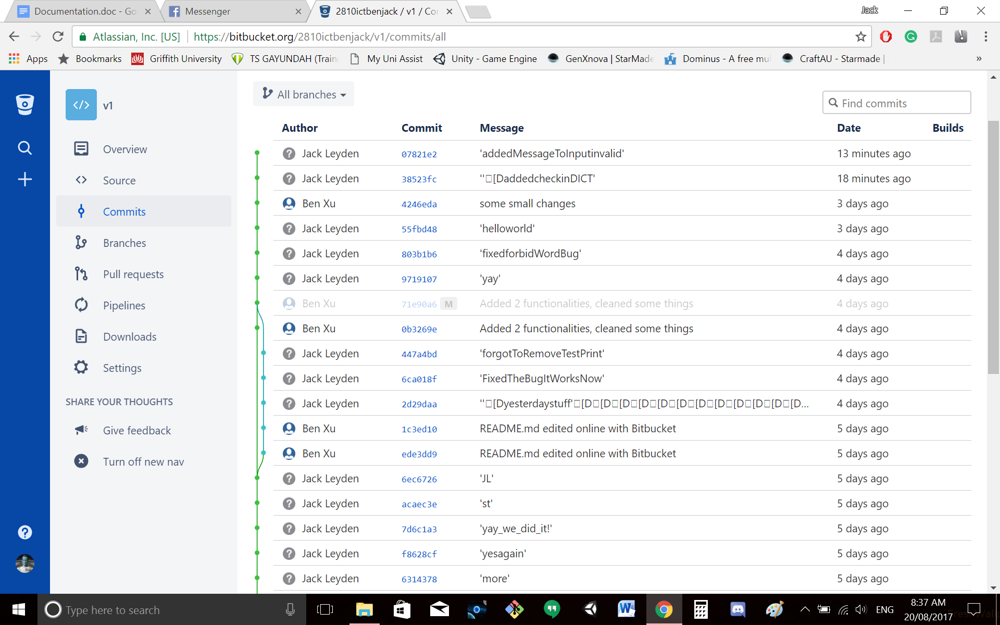 Documentation.doc - Go
Messenger
2810ictbenjack / v1 / Co
Jack
Atlassian, Inc. [US]
https://bitbucket.org/2810ictbenjack/v1/commits/all
Apps
Bookmarks
Griffith University
TS GAYUNDAH (Train
My Uni Assist
Unity - Game Engine
GenXnova | StarMade
Dominus - A free mul
CraftAU - Starmade |
»
v1
Overview
Source
Commits
Branches
Pull requests
Pipelines
Downloads
Settings
SHARE YOUR THOUGHTS
Give feedback
Turn off new nav
All branches
Find commits
Author Commit Message Date Builds
Jack Leyden 07821e2 'addedMessageToInputinvalid' 13 minutes ago
Jack Leyden 38523fc ''□[DaddedcheckinDICT' 18 minutes ago
Ben Xu 4246eda some small changes 3 days ago
Jack Leyden 55fbd48 'helloworld' 3 days ago
Jack Leyden 803b1b6 'fixedforbidWordBug' 4 days ago
Jack Leyden 9719107 'yay' 4 days ago
Ben Xu 71e90a6 M Added 2 functionalities, cleaned some things 4 days ago
Ben Xu 0b3269e Added 2 functionalities, cleaned some things 4 days ago
Jack Leyden 447a4bd 'forgotToRemoveTestPrint' 4 days ago
Jack Leyden 6ca018f 'FixedTheBugItWorksNow' 4 days ago
Jack Leyden 2d29daa ''□[Dyesterdaystuff'□[D□[D□[D□[D□[D□[D□[D□[D□[D□[D□[D□[D... 4 days ago
Ben Xu 1c3ed10 README.md edited online with Bitbucket 5 days ago
Ben Xu ede3dd9 README.md edited online with Bitbucket 5 days ago
Jack Leyden 6ec6726 'JL' 5 days ago
Jack Leyden acaec3e 'st' 5 days ago
Jack Leyden 7d6c1a3 'yay_we_did_it!' 5 days ago
Jack Leyden f8628cf 'yesagain' 5 days ago
Jack Leyden 6314378 'more' 5 days ago
Type here to search
ENG
8:37 AM
20/08/2017